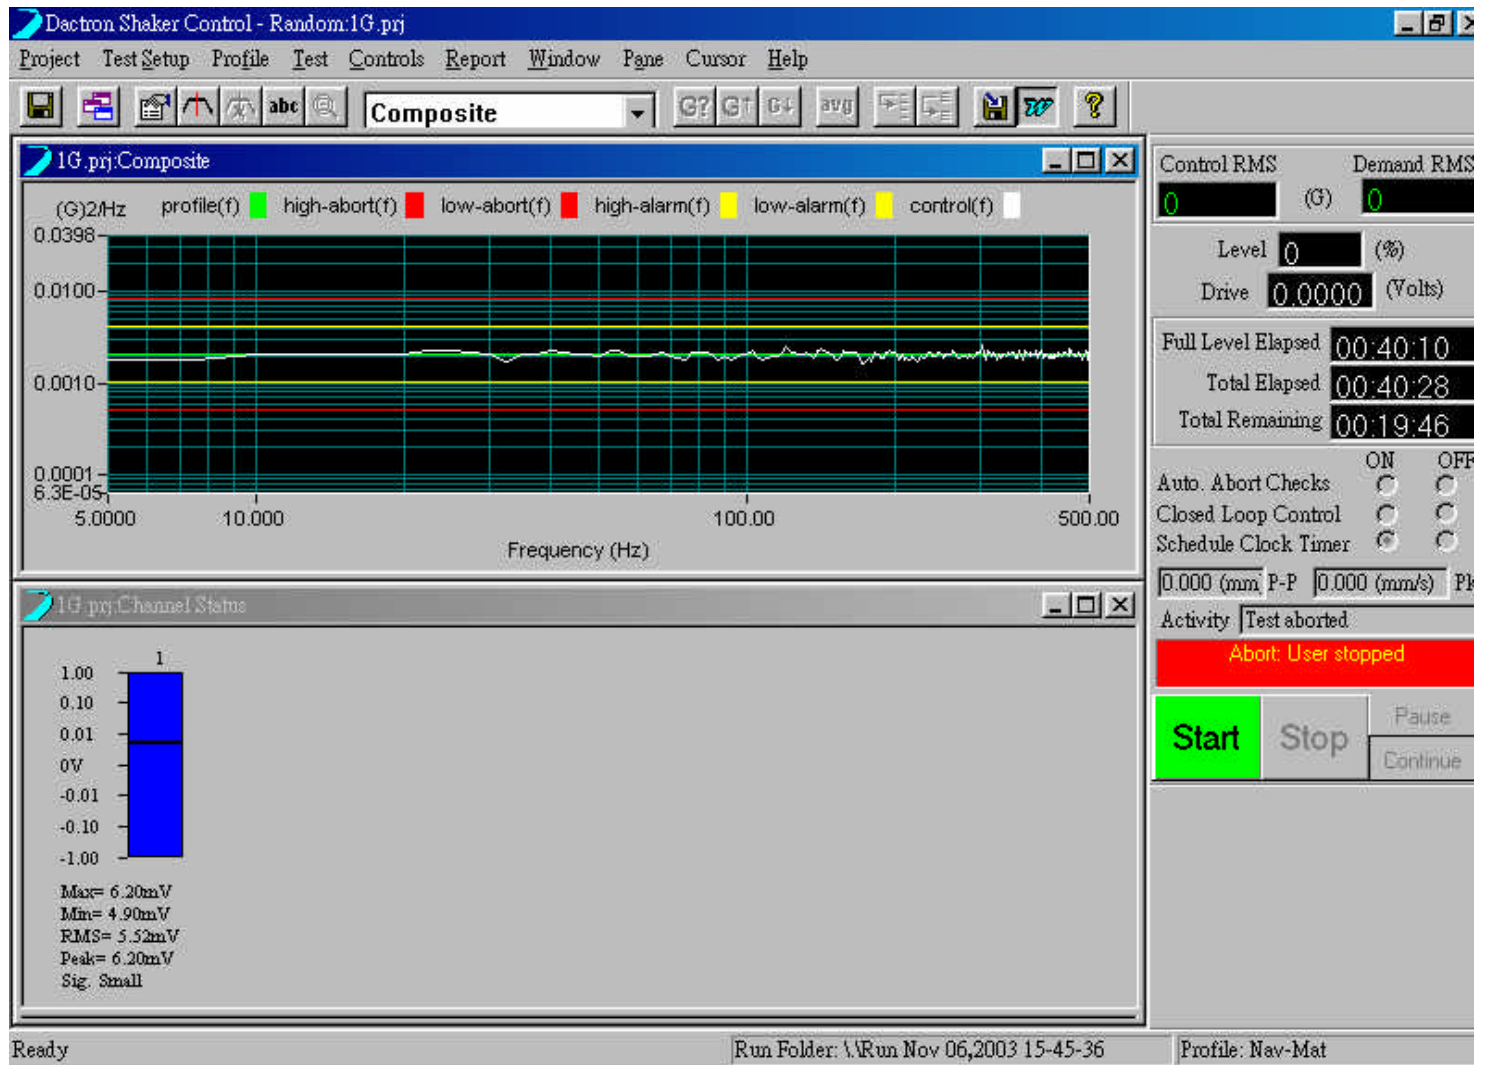 Dactron Shaker Control - Random:1G.prj
Project Test Setup Profile Test Controls Report Window Pane Cursor Help
abc Composite G? G↑ G↓ avg ?
1G.prj:Composite
(G)2/Hz profile(f) high-abort(f) low-abort(f) high-alarm(f) low-alarm(f) control(f)
0.0398
0.0100
0.0010
0.0001
6.3E-05
5.0000 10.000 100.00 500.00
Frequency (Hz)
1G.prj:Channel Status
1
1.00
0.10
0.01
0V
-0.01
-0.10
-1.00
Max= 6.20mV
Min= 4.90mV
RMS= 5.52mV
Peak= 6.20mV
Sig. Small
Control RMS Demand RMS
0 (G) 0
Level 0 (%)
Drive 0.0000 (Volts)
Full Level Elapsed 00:40:10
Total Elapsed 00:40:28
Total Remaining 00:19:46
ON OFF
Auto. Abort Checks
Closed Loop Control
Schedule Clock Timer
0.000 (mm) P-P 0.000 (mm/s) Pk
Activity Test aborted
Abort: User stopped
Start Stop Pause
Continue
Ready Run Folder: \.\Run Nov 06,2003 15-45-36 Profile: Nav-Mat